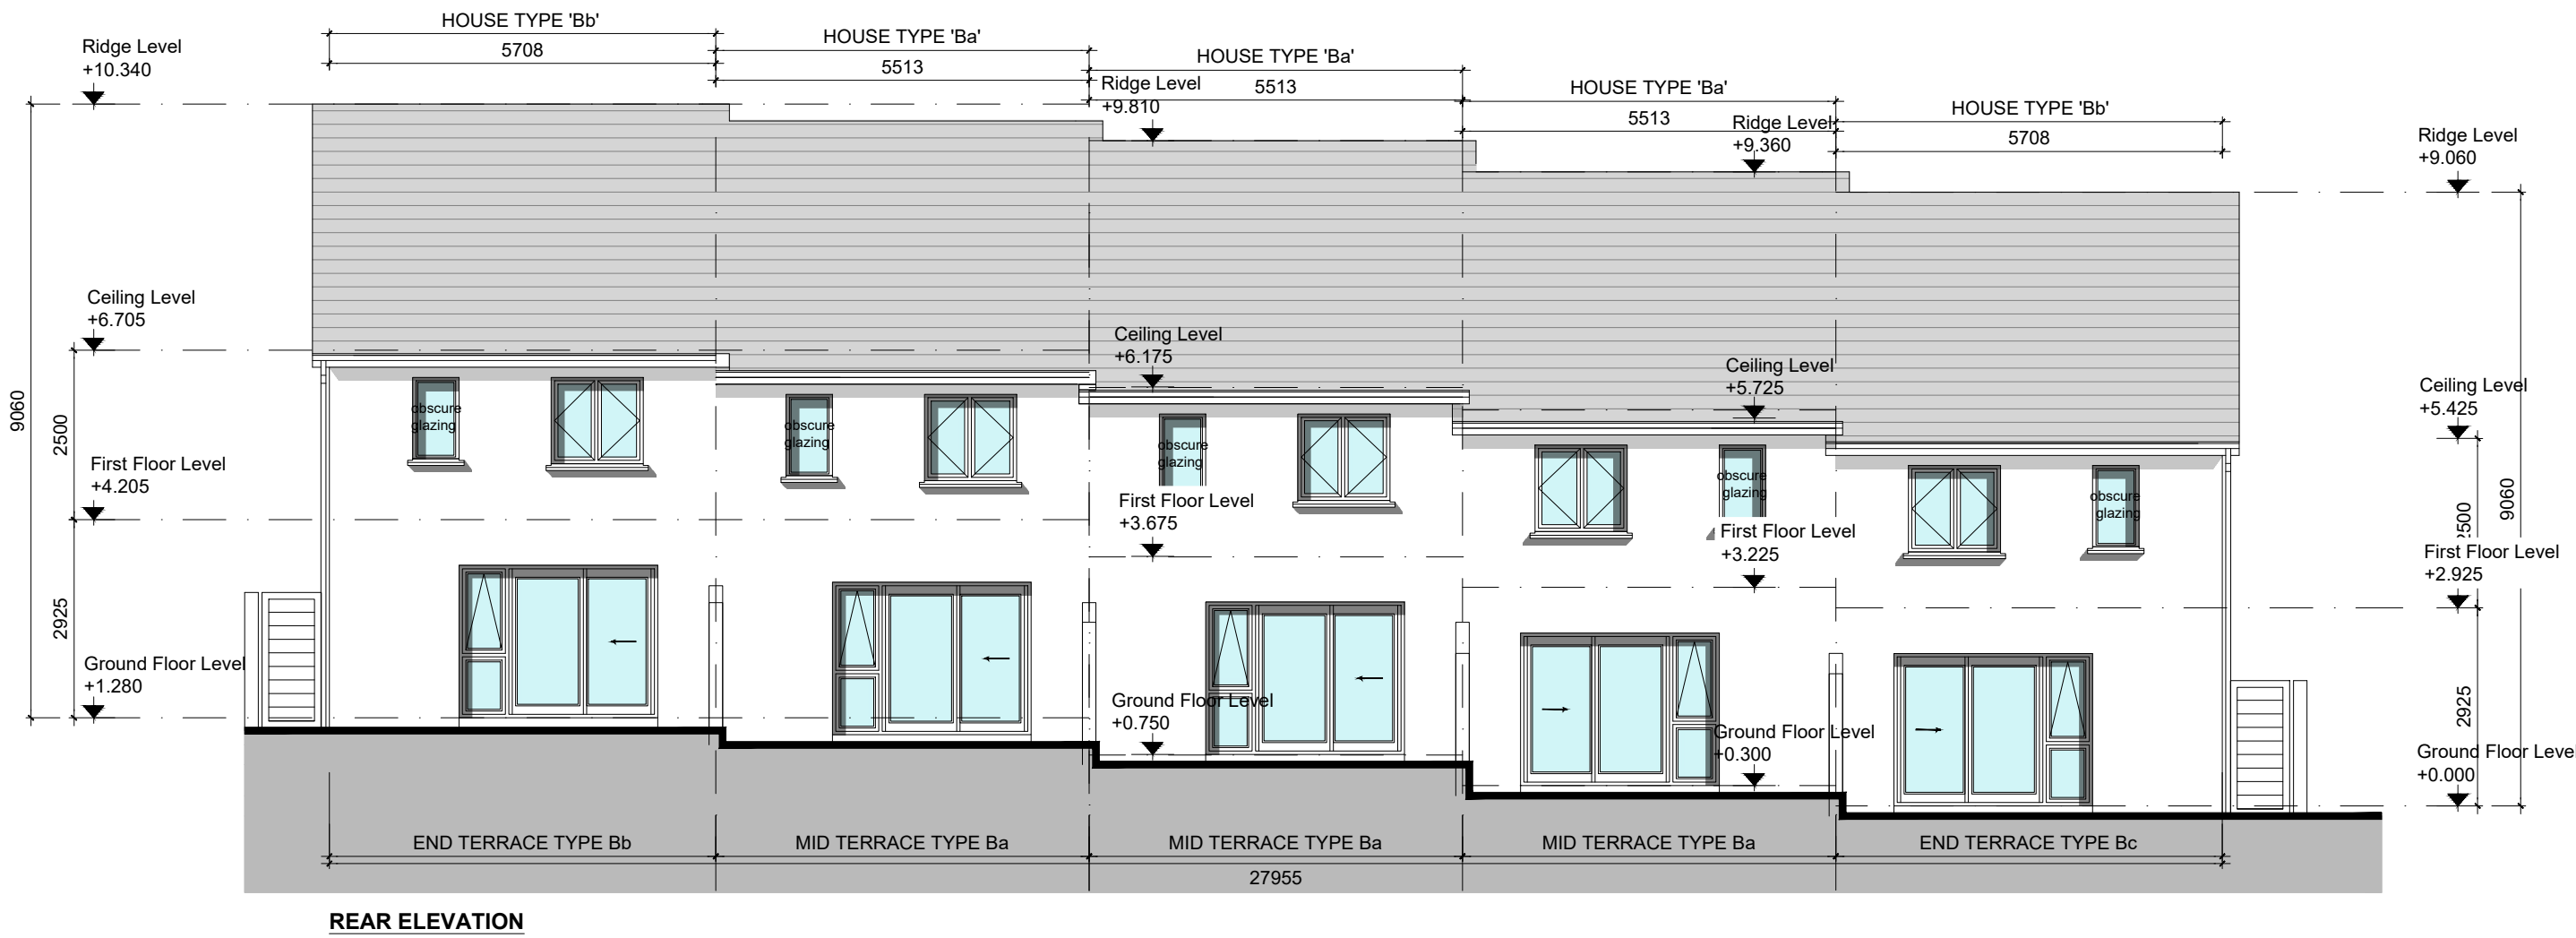 HOUSE TYPE 'Bb'
5708
HOUSE TYPE 'Ba'
5513
HOUSE TYPE 'Ba'
5513
HOUSE TYPE 'Ba'
5513
HOUSE TYPE 'Bb'
5708
Ridge Level
+10.340
Ridge Level
+9.810
Ridge Level
+9.360
Ridge Level
+9.060
Ceiling Level
+6.705
Ceiling Level
+6.175
Ceiling Level
+5.725
Ceiling Level
+5.425
9060
2500
2925
obscure
glazing
obscure
glazing
obscure
glazing
obscure
glazing
obscure
glazing
First Floor Level
+4.205
First Floor Level
+3.675
First Floor Level
+3.225
First Floor Level
+2.925
2500
9060
2925
Ground Floor Level
+1.280
Ground Floor Level
+0.750
Ground Floor Level
+0.300
Ground Floor Level
+0.000
END TERRACE TYPE Bb
MID TERRACE TYPE Ba
MID TERRACE TYPE Ba
MID TERRACE TYPE Ba
END TERRACE TYPE Bc
27955
REAR ELEVATION